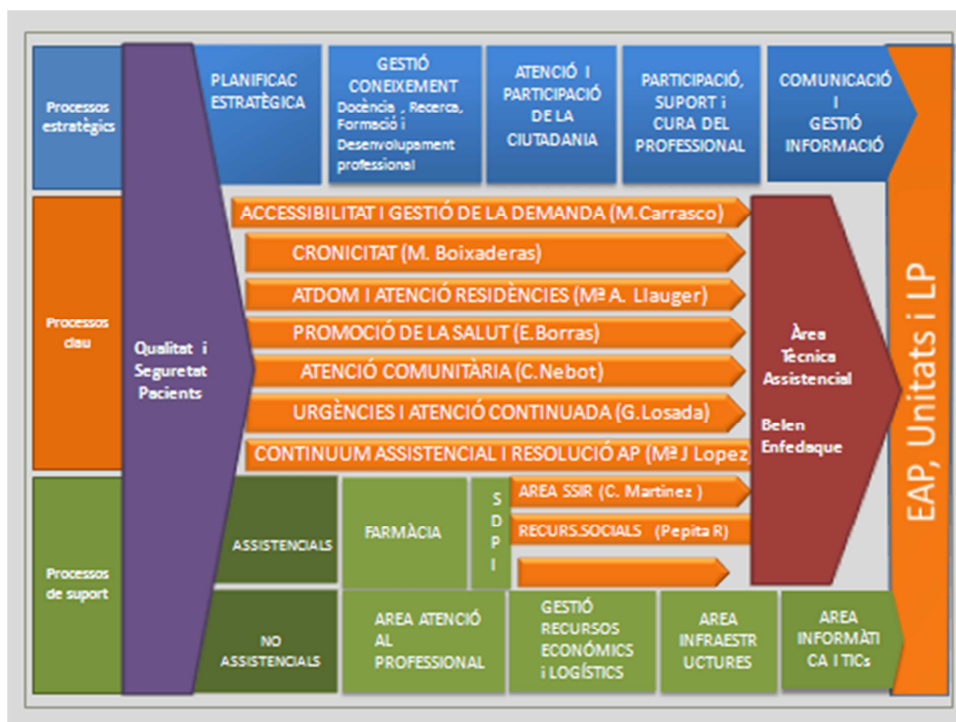 Processos
estratègics
PLANIFICAC
ESTRATÈGICA
GESTIÓ
CONEIXEMENT
Docència , Recerca,
Formació i
Desenvolupament
professional
ATENCIÓ I
PARTICIPACIÓ
DE LA
CIUTADANIA
PARTICIPACIÓ,
SUPORT i
CURA DEL
PROFESSIONAL
COMUNICACIÓ
I
GESTIÓ
INFORMACIÓ
Processos
clau
Qualitat i
Seguretat
Pacients
ACCESSIBILITAT I GESTIÓ DE LA DEMANDA (M.Carrasco)
CRONICITAT (M. Boixaderas)
ATDOM I ATENCIÓ RESIDÈNCIES (Mª A. Llauger)
PROMOCIÓ DE LA SALUT (E.Borras)
ATENCIÓ COMUNITÀRIA (C.Nebot)
URGÈNCIES I ATENCIÓ CONTINUADA (G.Losada)
CONTINUUM ASSISTENCIAL I RESOLUCIÓ AP (Mª J Lopez)
Àrea
Tècnica
Assistencial
Belen
Enfedaque
EAP, Unitats i LP
Processos
de suport
ASSISTENCIALS
FARMÀCIA
S
D
P
I
AREA SSIR (C. Martinez )
RECURS.SOCIALS (Pepita R)
NO
ASSISTENCIALS
AREA ATENCIÓ
AL
PROFESSIONAL
GESTIÓ
RECURSOS
ECONÓMICS
i LOGÍSTICS
AREA
INFRAESTR
UCTURES
AREA
INFORMÀTI
CA I TICs